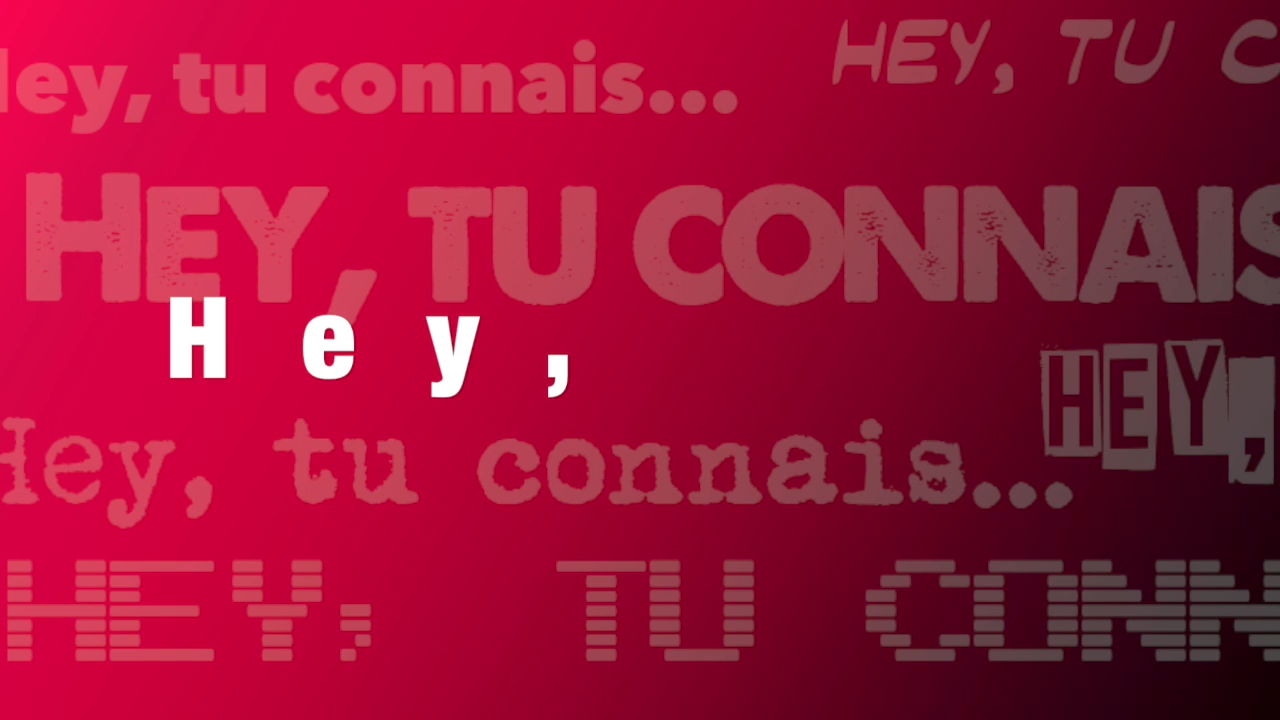 Hey, tu connais...
HEY, TU C
HEY, TU CONNAIS
Hey,
HEY,
Hey, tu connais...
HEY, TU CONN